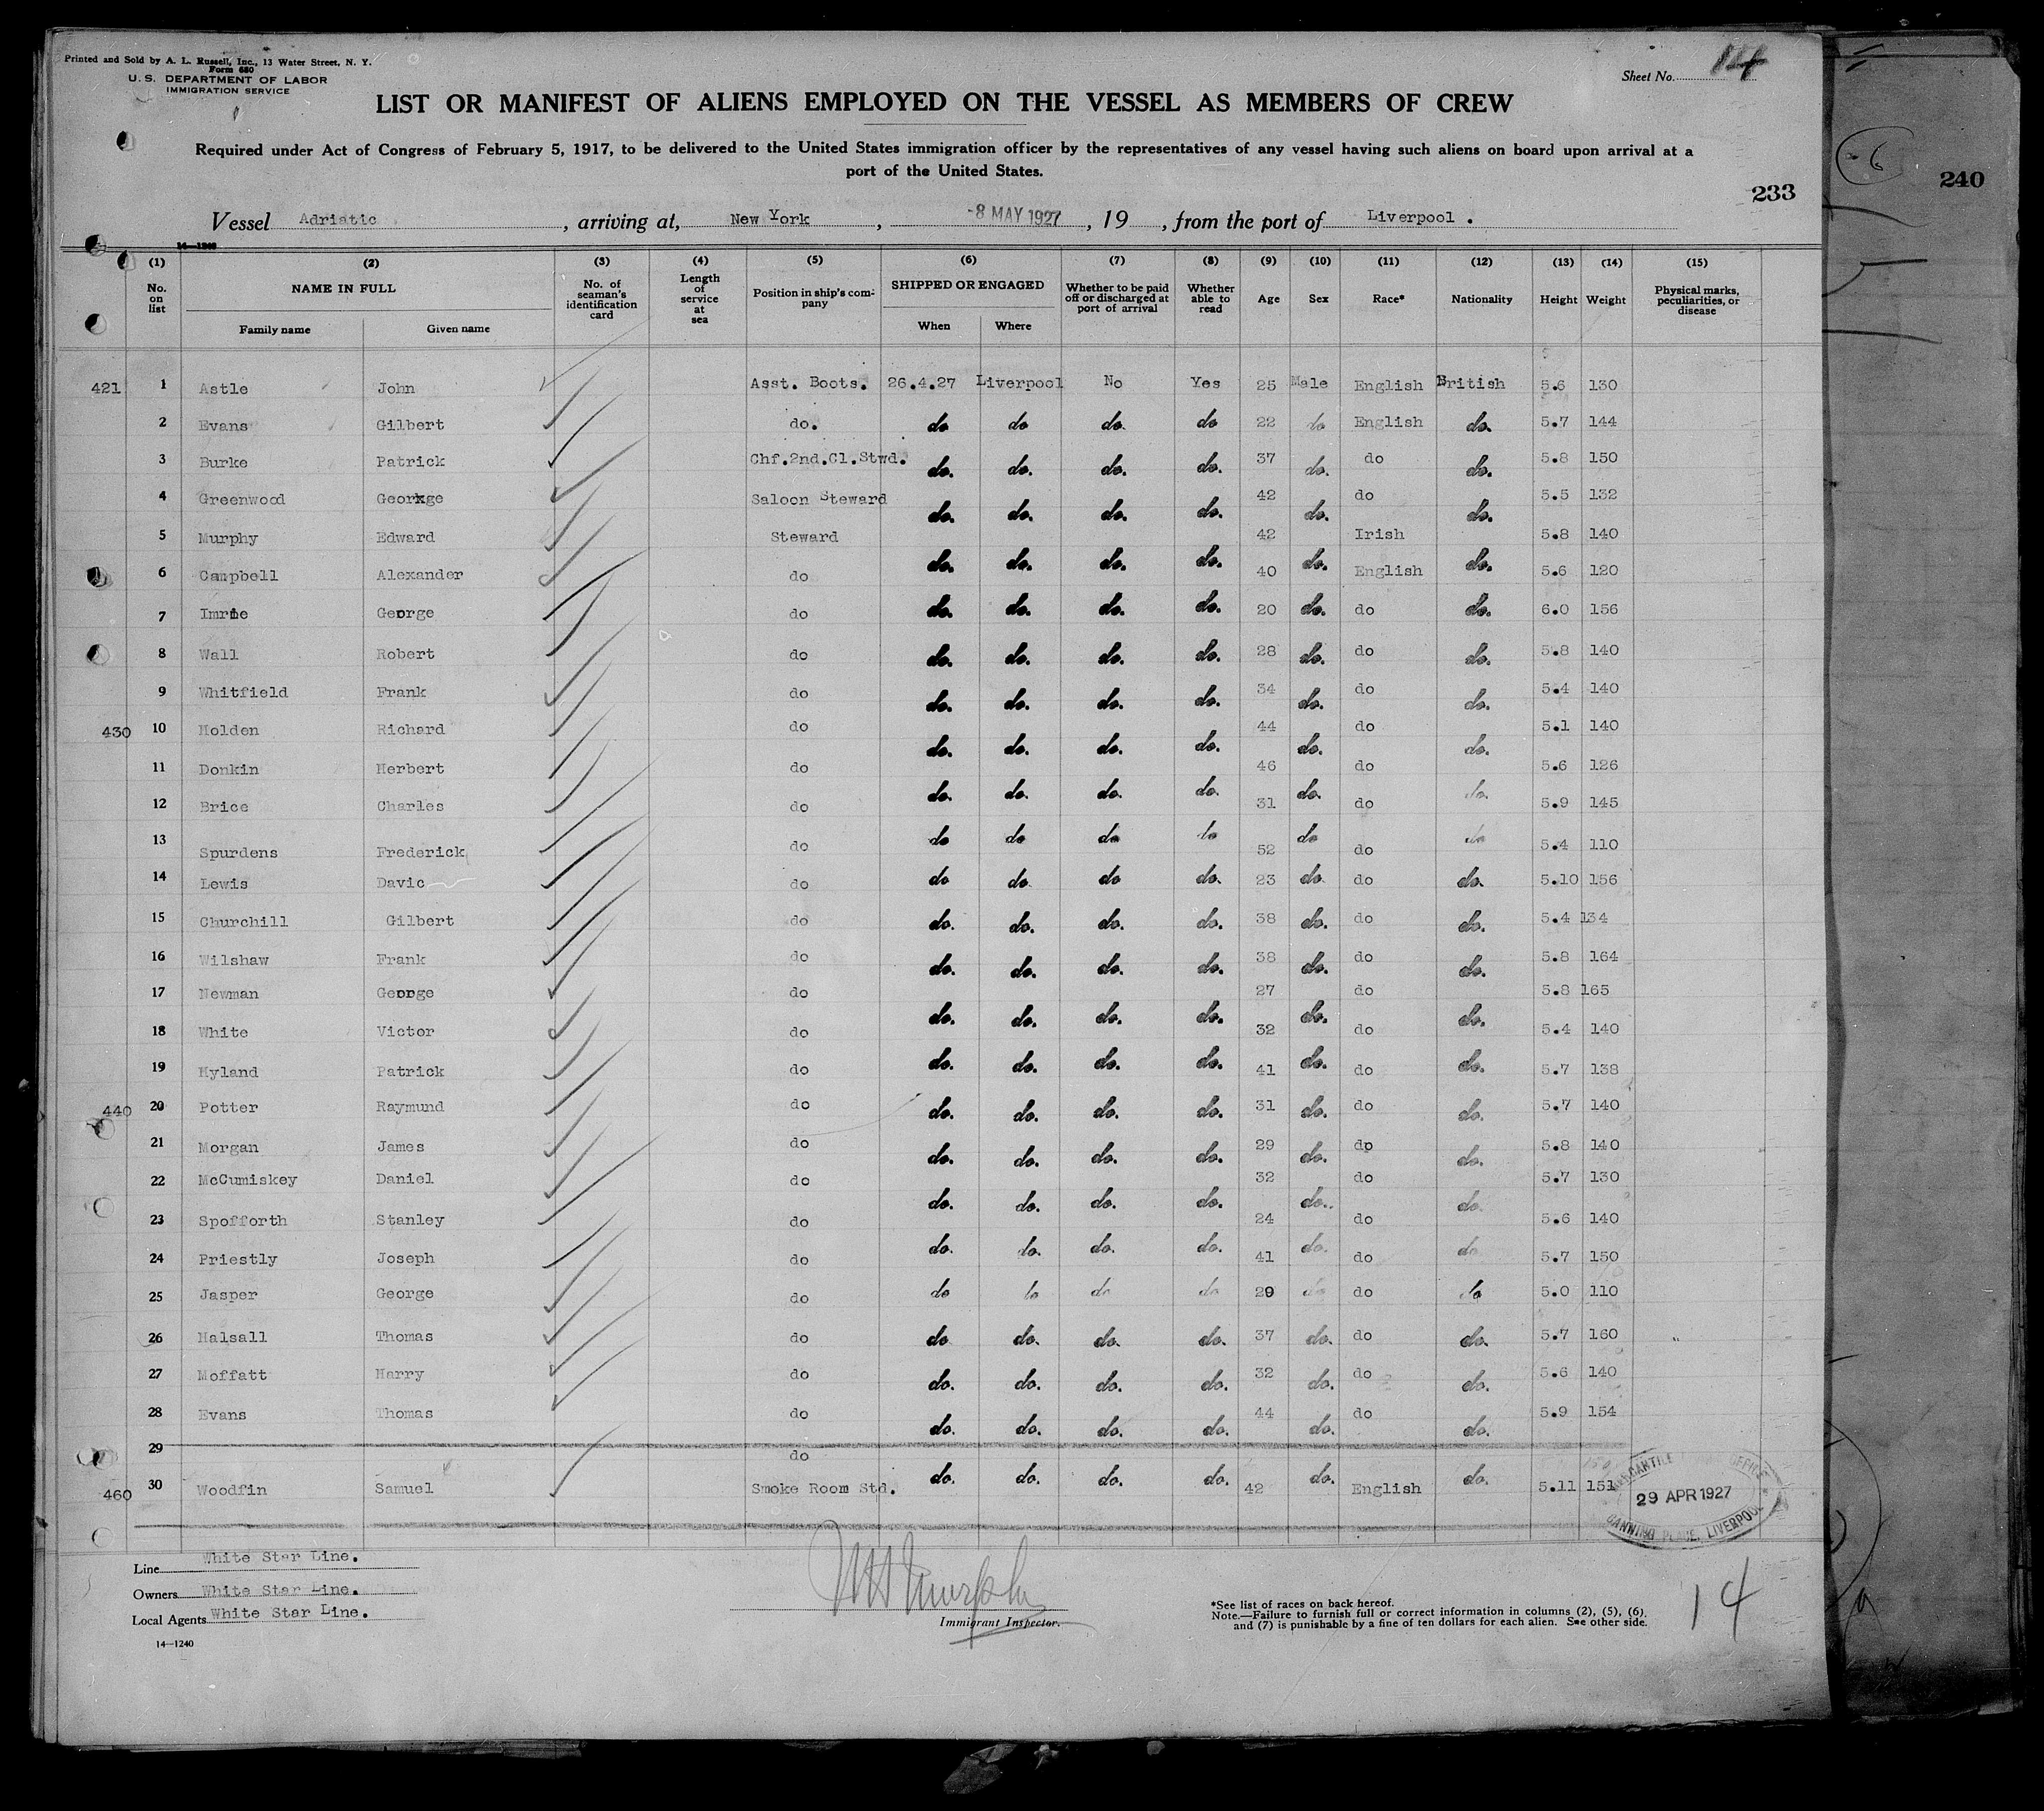 Printed and Sold by A. L. Russell, Inc., 13 Water Street, N. Y.
Form 680
U. S. DEPARTMENT OF LABOR
IMMIGRATION SERVICE
Sheet No. 14
LIST OR MANIFEST OF ALIENS EMPLOYED ON THE VESSEL AS MEMBERS OF CREW
Required under Act of Congress of February 5, 1917, to be delivered to the United States immigration officer by the representatives of any vessel having such aliens on board upon arrival at a
port of the United States.
233
240
Vessel Adriatic , arriving at, New York , -8 MAY 1927 , 19 , from the port of Liverpool .
14—1240
(1) (2) (3) (4) (5) (6) (7) (8) (9) (10) (11) (12) (13) (14) (15)
No. on list NAME IN FULL Family name Given name No. of seaman's identification card Length of service at sea Position in ship's com-pany SHIPPED OR ENGAGED When Where Whether to be paid off or discharged at port of arrival Whether able to read Age Sex Race* Nationality Height Weight Physical marks, peculiarities, or disease
421 1 Astle John Asst. Boots. 26.4.27 Liverpool No Yes 25 Male English British 5.6 130
2 Evans Gilbert do. do do do. do 22 do English do. 5.7 144
3 Burke Patrick Chf.2nd.Cl.Stwd. do. do. do. do. 37 do. do do. 5.8 150
4 Greenwood George Saloon Steward do. do. do. do. 42 do. do do. 5.5 132
5 Murphy Edward Steward 42 Irish 5.8 140
6 Campbell Alexander do do. do. do. do. 40 do. English do. 5.6 120
7 Imrie George do do. do. do. do. 20 do. do do. 6.0 156
8 Wall Robert do do. do. do. do. 28 do. do do. 5.8 140
9 Whitfield Frank do do. do. do. do. 34 do. do do. 5.4 140
430 10 Holden Richard do do. do. do. do. 44 do. do do. 5.1 140
11 Donkin Herbert do 46 do 5.6 126
12 Brice Charles do do. do. do. do. 31 do. do do. 5.9 145
13 Spurdens Frederick do do do do do 52 do do do 5.4 110
14 Lewis Davic do do do. do do. 23 do. do do. 5.10 156
15 Churchill Gilbert do do. do. do. do. 38 do. do do. 5.4 134
16 Wilshaw Frank do do. do. do. do. 38 do. do do. 5.8 164
17 Newman George do 27 do 5.8 165
18 White Victor do do. do. do. do. 32 do. do do. 5.4 140
19 Hyland Patrick do do. do. do. do. 41 do. do do. 5.7 138
440 20 Potter Raymund do do. do. do. do. 31 do. do do. 5.7 140
21 Morgan James do do. do. do. do. 29 do. do do. 5.8 140
22 McCumiskey Daniel do do. do. do. do. 32 do. do do. 5.7 130
23 Spofforth Stanley do 24 do 5.6 140
24 Priestly Joseph do do. do. do. do. 41 do. do do 5.7 150
25 Jasper George do do do do do 29 do do do 5.0 110
26 Halsall Thomas do do. do. do. do. 37 do. do do. 5.7 160
27 Moffatt Harry do do. do. do. do. 32 do. do do. 5.6 140
28 Evans Thomas do do. do. do. do. 44 do. do do. 5.9 154
29 do
460 30 Woodfin Samuel Smoke Room Std. do. do. do. do. 42 do. English do. 5.11 151
MERCANTILE OFFICE
29 APR 1927
CANNING PLACE, LIVERPOOL
Line White Star Line.
Owners White Star Line.
Local Agents White Star Line.
14—1240
Murphy
Immigrant Inspector.
*See list of races on back hereof.
Note.—Failure to furnish full or correct information in columns (2), (5), (6),
and (7) is punishable by a fine of ten dollars for each alien. See other side.
14